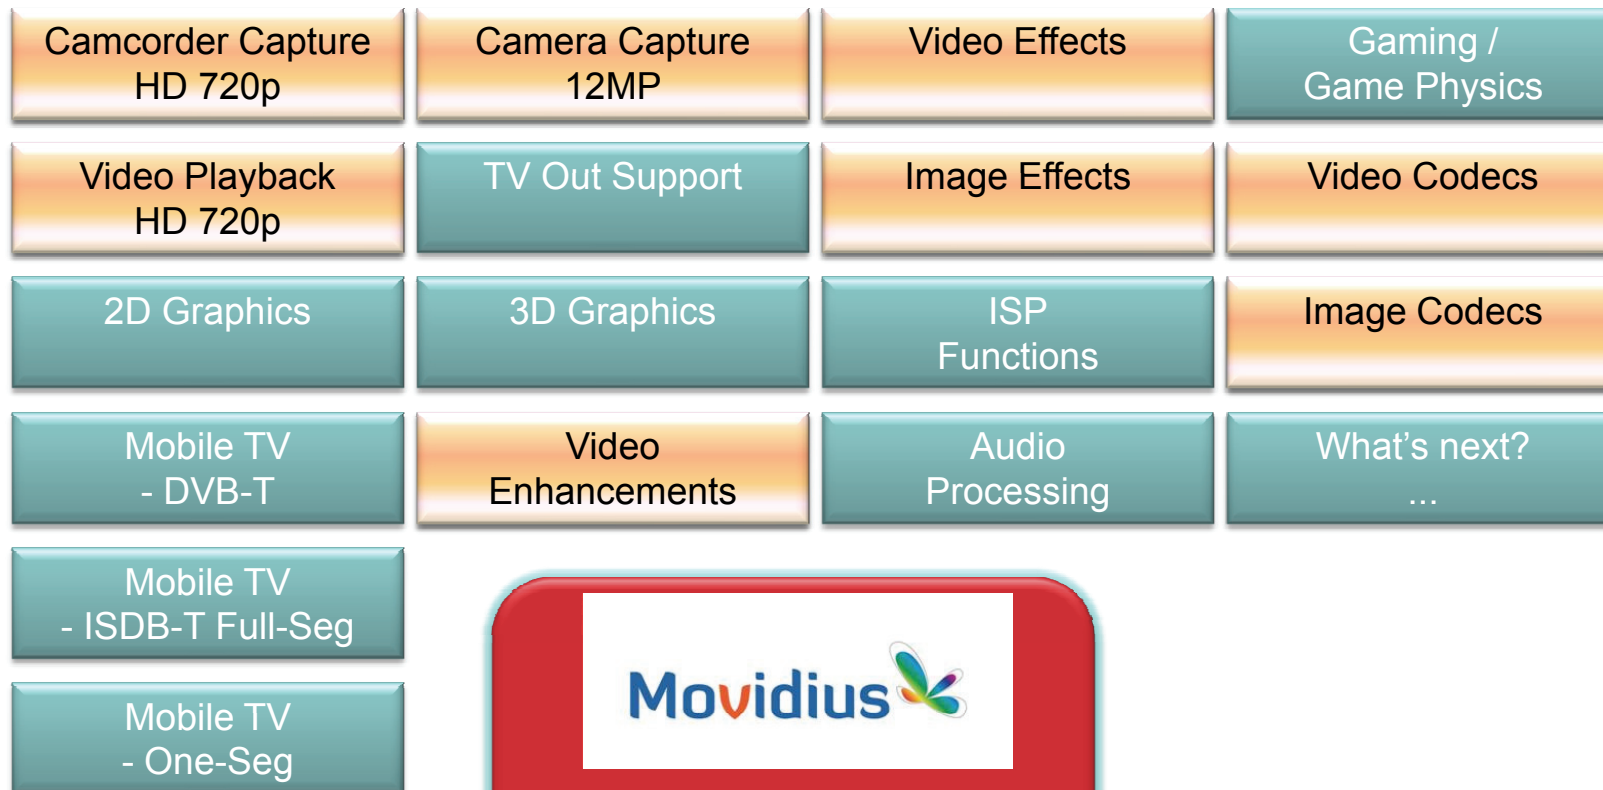 Camcorder Capture
HD 720p
Camera Capture
12MP
Video Effects
Gaming /
Game Physics
Video Playback
HD 720p
TV Out Support
Image Effects
Video Codecs
2D Graphics
3D Graphics
ISP
Functions
Image Codecs
Mobile TV
- DVB-T
Video
Enhancements
Audio
Processing
What's next?
...
Mobile TV
- ISDB-T Full-Seg
Mobile TV
- One-Seg
Movidius